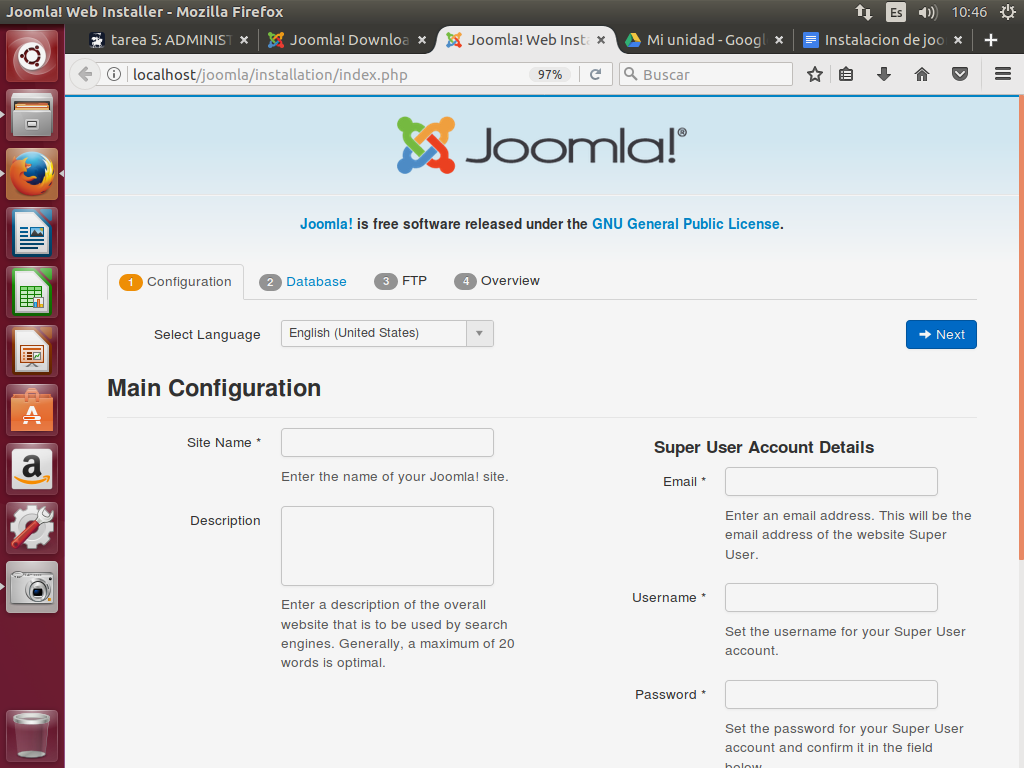 Joomla! Web Installer - Mozilla Firefox
Es
10:46
tarea 5: ADMINIST
Joomla! Downloa
Joomla! Web Insta
Mi unidad - Googl
Instalacion de joo
localhost/joomla/installation/index.php
97%
Buscar
Joomla!®
Joomla! is free software released under the GNU General Public License.
1 Configuration
2 Database
3 FTP
4 Overview
Select Language
English (United States)
Next
Main Configuration
Site Name *
Enter the name of your Joomla! site.
Description
Enter a description of the overall
website that is to be used by search
engines. Generally, a maximum of 20
words is optimal.
Super User Account Details
Email *
Enter an email address. This will be the
email address of the website Super
User.
Username *
Set the username for your Super User
account.
Password *
Set the password for your Super User
account and confirm it in the field
below.